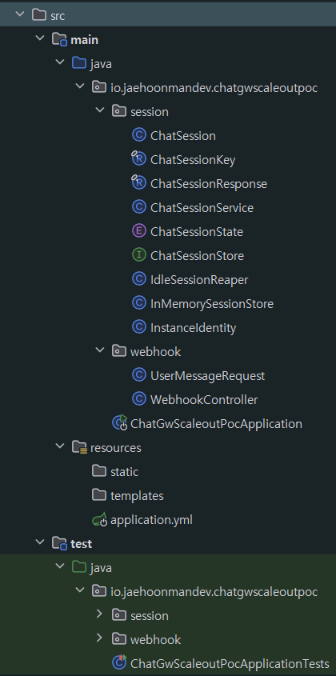 src
main
java
io.jaehoonmandev.chatgwscaleoutpoc
session
ChatSession
ChatSessionKey
ChatSessionResponse
ChatSessionService
ChatSessionState
ChatSessionStore
IdleSessionReaper
InMemorySessionStore
InstanceIdentity
webhook
UserMessageRequest
WebhookController
ChatGwScaleoutPocApplication
resources
static
templates
application.yml
test
java
io.jaehoonmandev.chatgwscaleoutpoc
session
webhook
ChatGwScaleoutPocApplicationTests